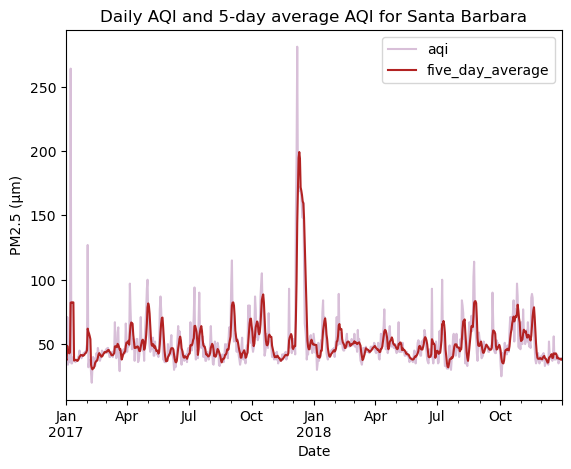 Daily AQI and 5-day average AQI for Santa Barbara
aqi
five_day_average
250
200
150
100
50
PM2.5 (μm)
Jan Apr Jul Oct Jan Apr Jul Oct
2017 2018
Date